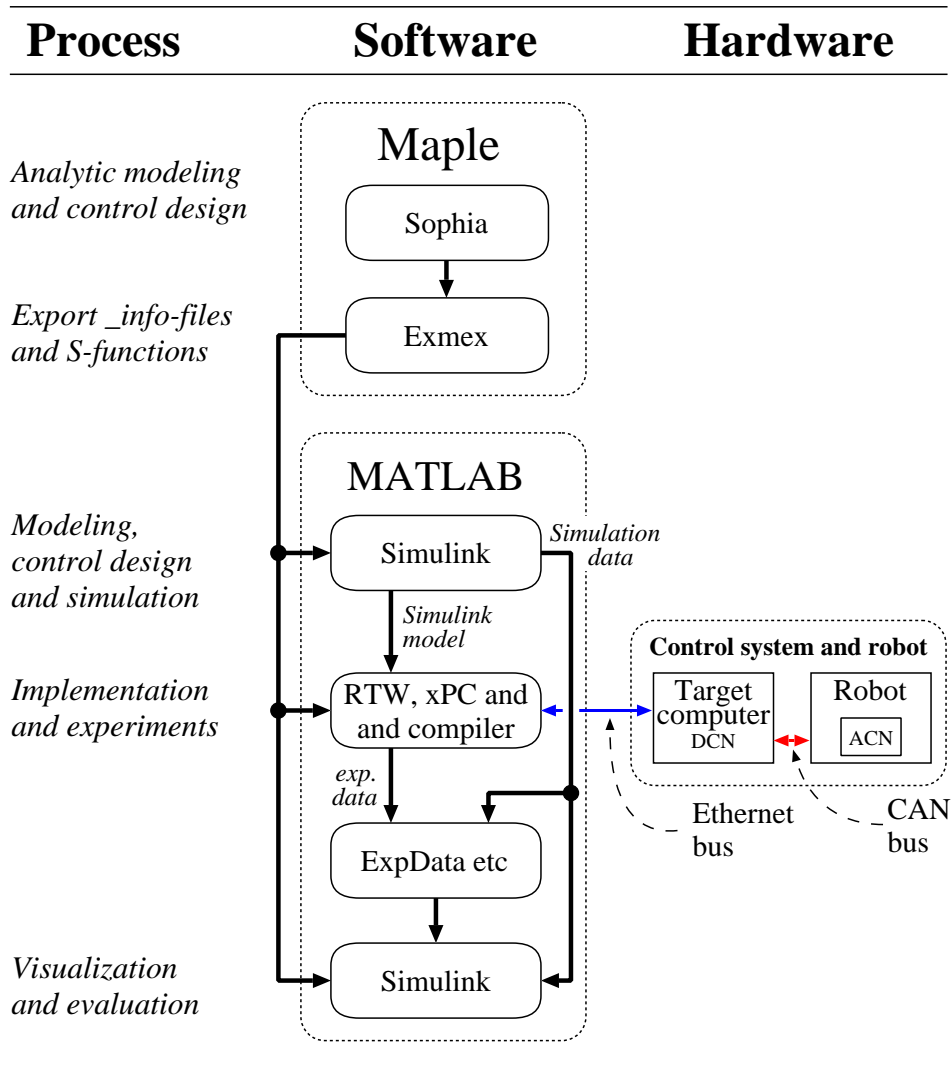 Process Software Hardware
Maple
Analytic modeling
and control design
Sophia
Export _info-files
and S-functions
Exmex
MATLAB
Modeling,
control design
and simulation
Simulink
Simulation
data
Simulink
model
Control system and robot
Implementation
and experiments
RTW, xPC and
and compiler
Target
computer
DCN
Robot
ACN
exp.
data
Ethernet
bus
CAN
bus
ExpData etc
Visualization
and evaluation
Simulink